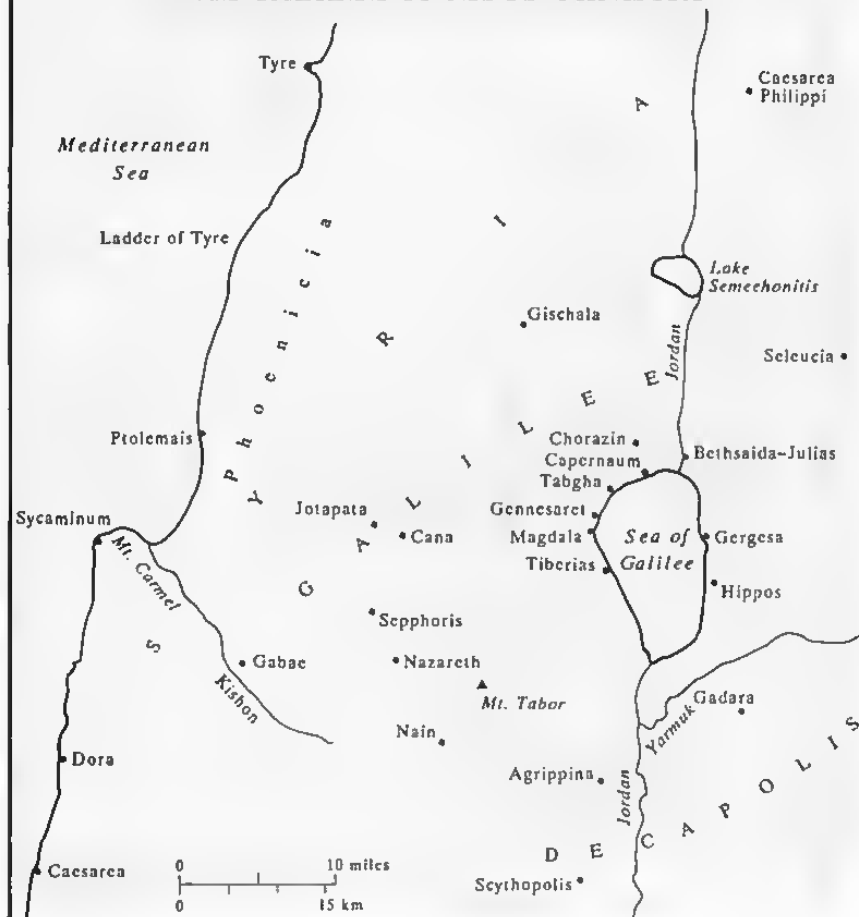 Tyre
Caesarea
Philippi
Mediterranean
Sea
Ladder of Tyre
Phoenicia
SYRIA
Lake
Semechonitis
Gischala
Jordan
Seleucia
GALILEE
Ptolemais
Chorazin
Capernaum
Bethsaida-Julias
Tabgha
Jotapata
Gennesaret
Sycaminum
Cana
Magdala
Sea of
Galilee
Gergesa
Mt. Carmel
Tiberias
Hippos
Sepphoris
Gabae
Nazareth
Kishon
Mt. Tabor
Gadara
Yarmuk
Nain
Dora
Agrippina
Jordan
DECAPOLIS
Caesarea
0 10 miles
0 15 km
Scythopolis